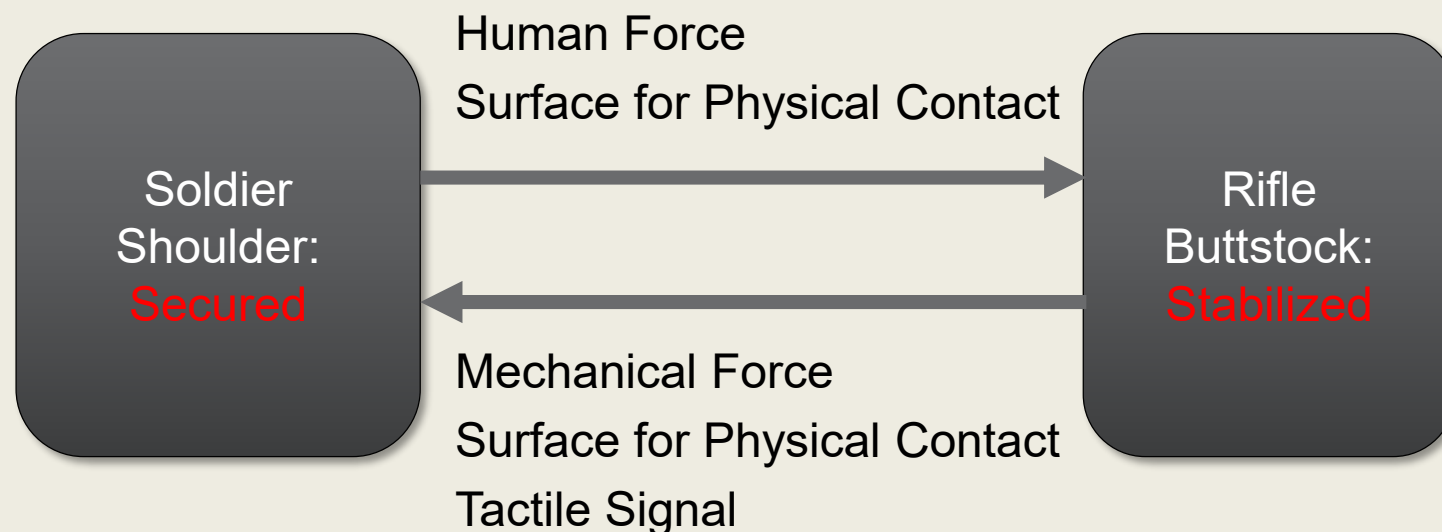 Human Force
Surface for Physical Contact
Soldier
Shoulder:
Secured
Rifle
Buttstock:
Stabilized
Mechanical Force
Surface for Physical Contact
Tactile Signal